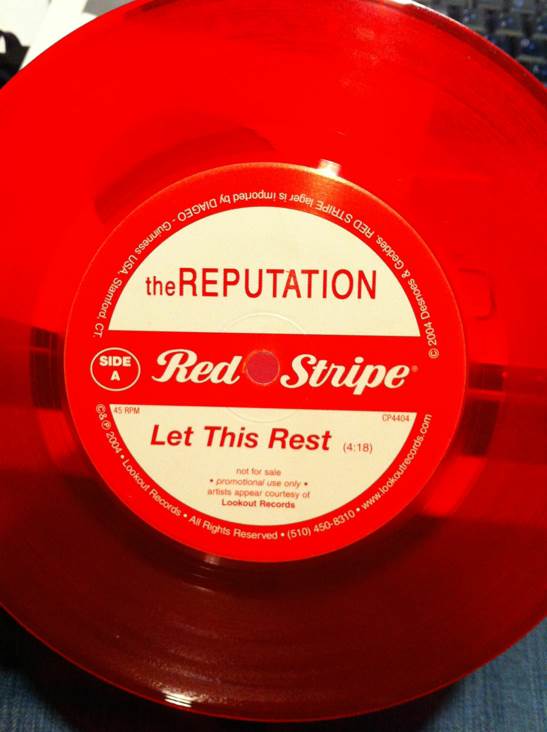 theREPUTATION
© 2004 Desnoes & Geddes. RED STRIPE lager is imported by DIAGEO - Guinness USA, Stamford, CT.
SIDE
A
Red Stripe®
45 RPM
CP4404
Let This Rest (4:18)
not for sale
• promotional use only •
artists appear courtesy of
Lookout Records
©& ℗ 2004 • Lookout Records • All Rights Reserved • (510) 450-8310 • www.lookoutrecords.com